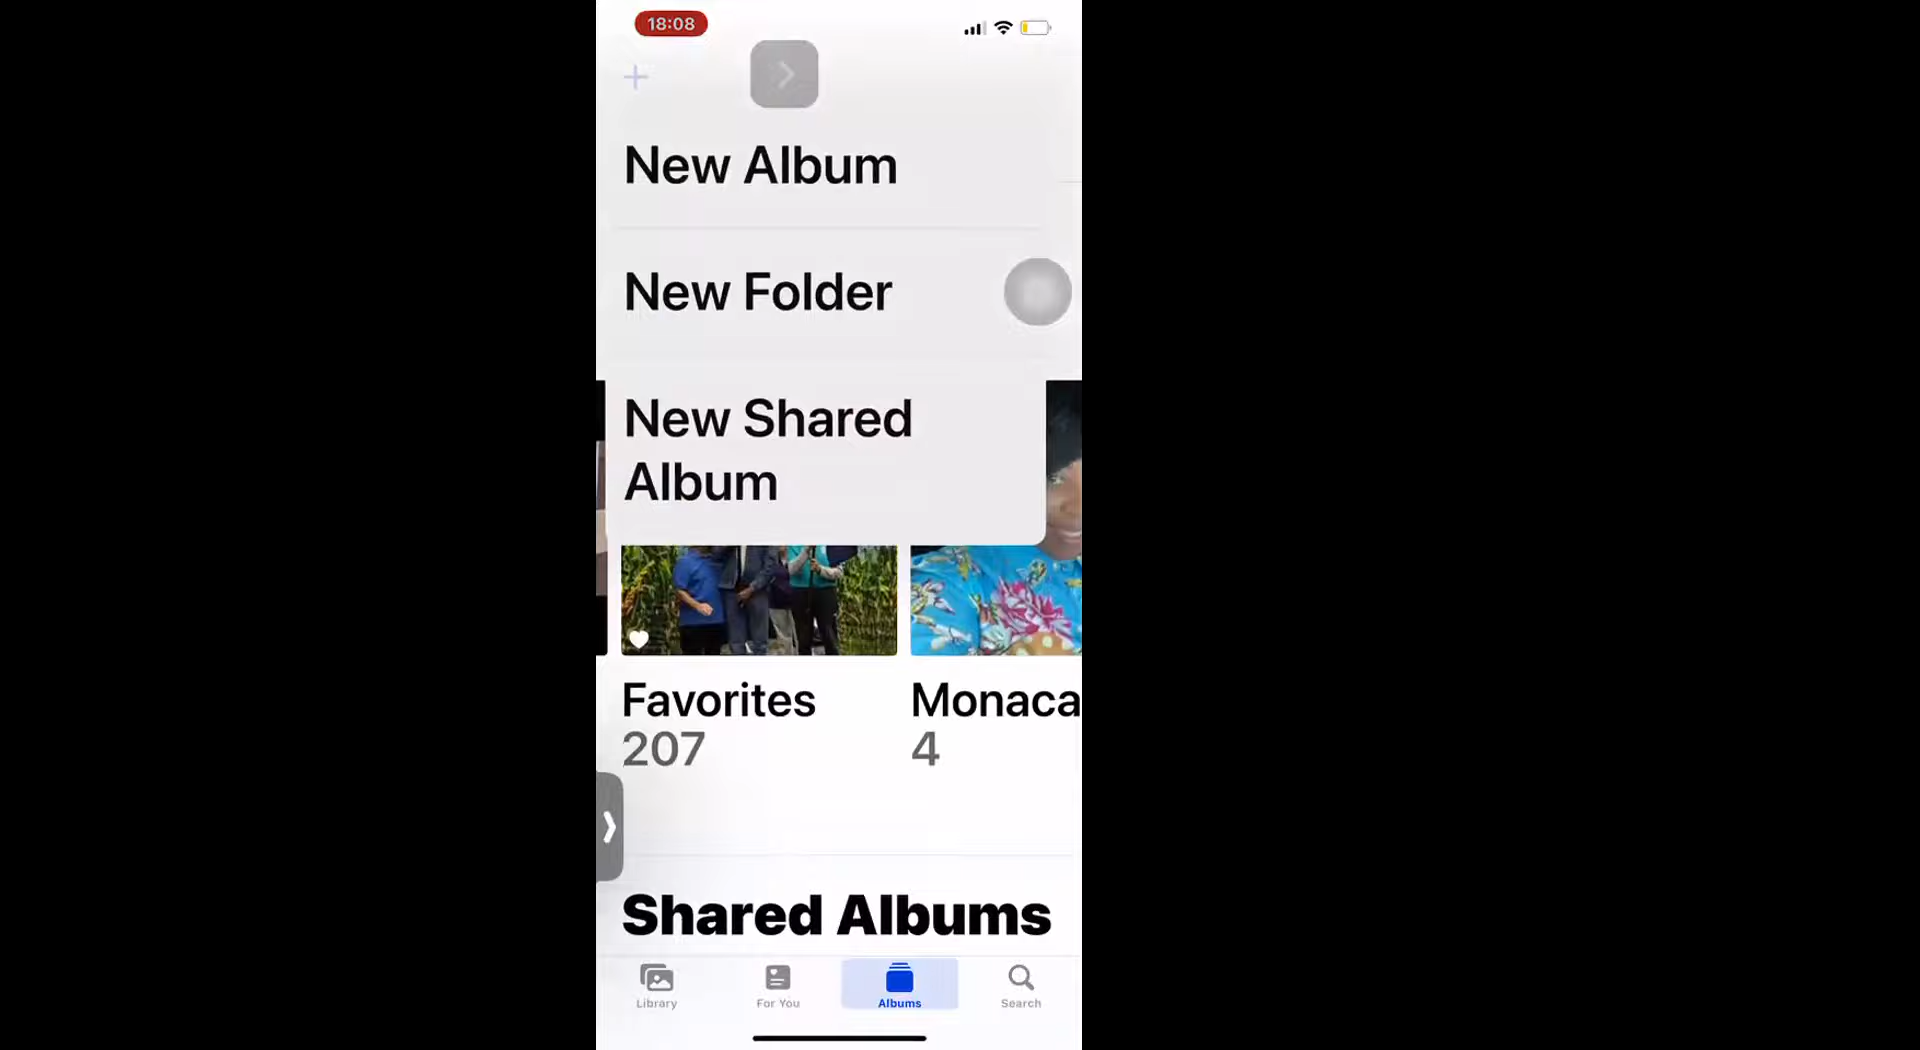 18:08
New Album
New Folder
New Shared
Album
Favorites
207
Monaca
4
Shared Albums
Library
For You
Albums
Search